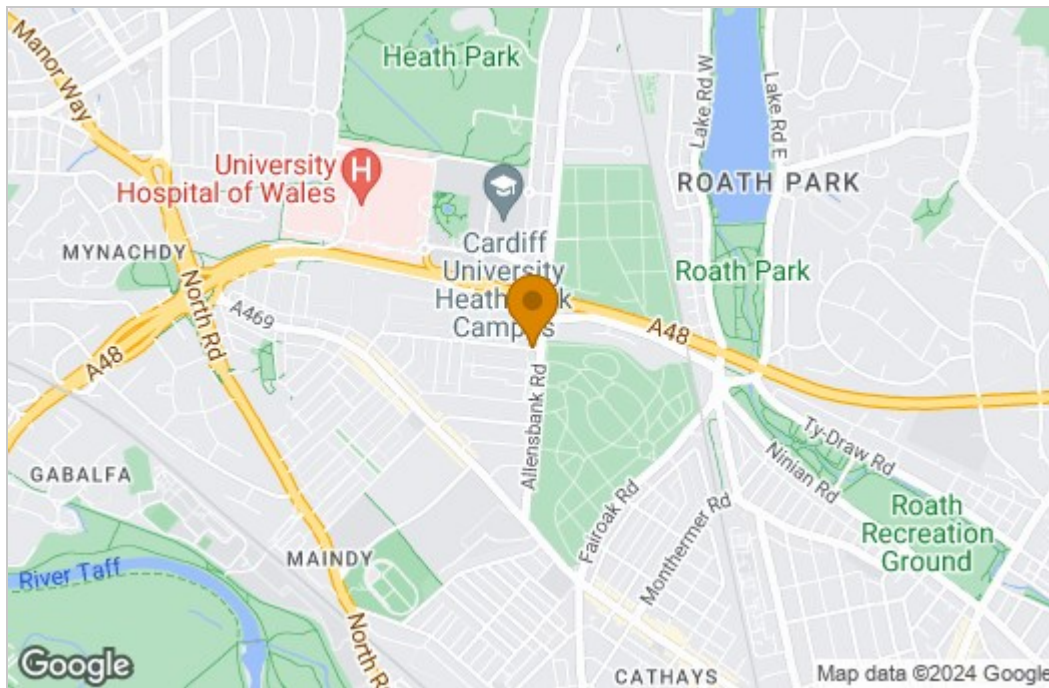 Manor Way
Heath Park
Lake Rd W
Lake Rd E
University
Hospital of Wales
H
ROATH PARK
MYNACHDY
Cardiff
University
Heath Park
Campus
Roath Park
North Rd
A469
A48
A48
Allensbank Rd
Ty-Draw Rd
Ninian Rd
GABALFA
Fairoak Rd
Monthermer Rd
Roath
Recreation
Ground
MAINDY
River Taff
North Rd
CATHAYS
Google
Map data ©2024 Google